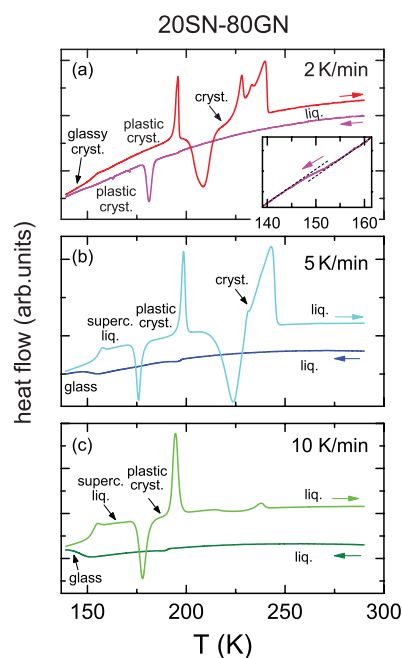 20SN-80GN
heat flow (arb.units)
(a)
2 K/min
cryst.
plastic
cryst.
liq.
glassy
cryst.
plastic
cryst.
140
150
160
(b)
5 K/min
cryst.
plastic
cryst.
superc.
liq.
liq.
glass
liq.
(c)
10 K/min
plastic
cryst.
superc.
liq.
liq.
liq.
glass
150
200
250
300
T (K)